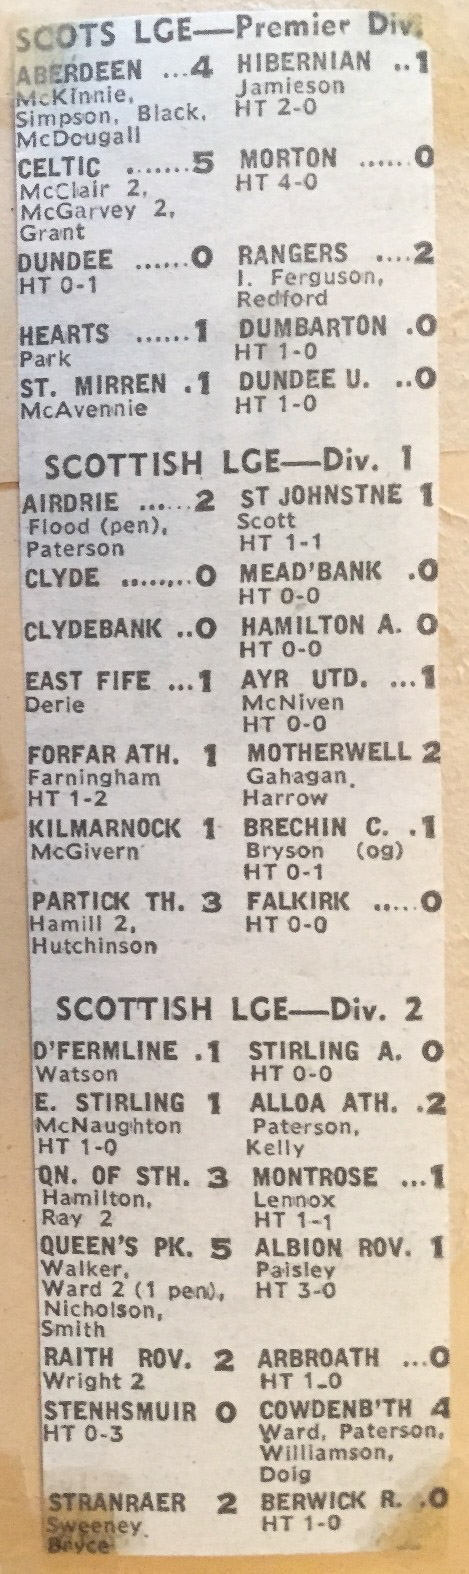 SCOTS LGE—Premier Div.
ABERDEEN ...4 HIBERNIAN ..1
McKinnie, Jamieson
Simpson, Black, HT 2-0
McDougall
CELTIC .......5 MORTON ......0
McClair 2, HT 4-0
McGarvey 2,
Grant
DUNDEE ......0 RANGERS ....2
HT 0-1 I. Ferguson,
Redford
HEARTS ......1 DUMBARTON .0
Park HT 1-0
ST. MIRREN .1 DUNDEE U. ..0
McAvennie HT 1-0
SCOTTISH LGE—Div. 1
AIRDRIE ......2 ST JOHNSTNE 1
Flood (pen), Scott
Paterson HT 1-1
CLYDE ........0 MEAD'BANK .0
HT 0-0
CLYDEBANK ..0 HAMILTON A. 0
HT 0-0
EAST FIFE ...1 AYR UTD. ...1
Derie McNiven
HT 0-0
FORFAR ATH. 1 MOTHERWELL 2
Farningham Gahagan,
HT 1-2 Harrow
KILMARNOCK 1 BRECHIN C. .1
McGivern Bryson (og)
HT 0-1
PARTICK TH. 3 FALKIRK .....0
Hamill 2, HT 0-0
Hutchinson
SCOTTISH LGE—Div. 2
D'FERMLINE .1 STIRLING A. 0
Watson HT 0-0
E. STIRLING 1 ALLOA ATH. .2
McNaughton Paterson,
HT 1-0 Kelly
QN. OF STH. 3 MONTROSE ...1
Hamilton, Lennox
Ray 2 HT 1-1
QUEEN'S PK. 5 ALBION ROV. 1
Walker, Paisley
Ward 2 (1 pen), HT 3-0
Nicholson,
Smith
RAITH ROV. 2 ARBROATH ...0
Wright 2 HT 1-0
STENHSMUIR 0 COWDENB'TH 4
HT 0-3 Ward, Paterson,
Williamson,
Doig
STRANRAER 2 BERWICK R. .0
Sweeney, HT 1-0
Bryce